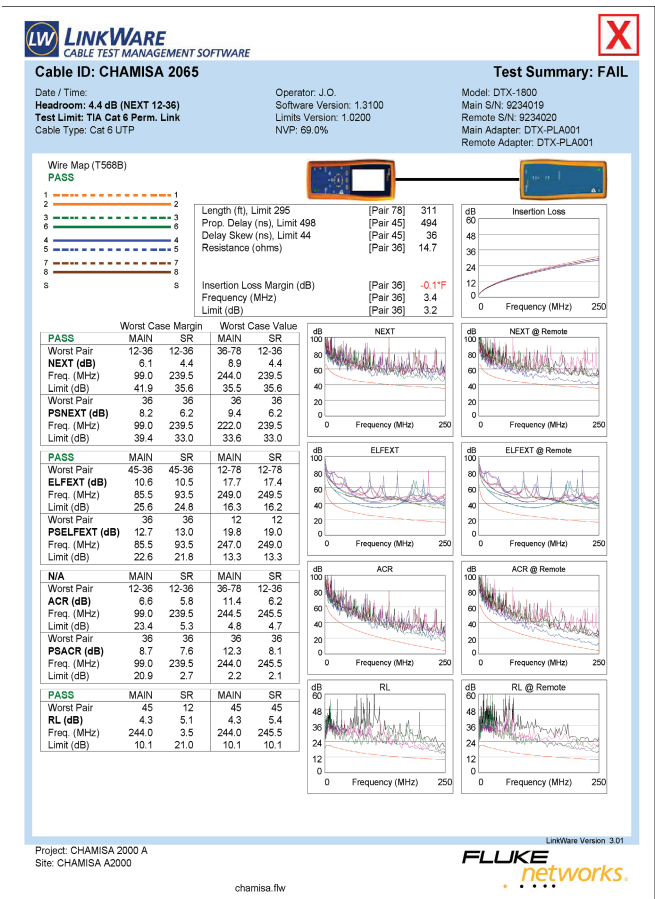 LW LINKWARE
CABLE TEST MANAGEMENT SOFTWARE
X
Cable ID: CHAMISA 2065
Test Summary: FAIL
Date / Time:
Headroom: 4.4 dB (NEXT 12-36)
Test Limit: TIA Cat 6 Perm. Link
Cable Type: Cat 6 UTP
Operator: J.O.
Software Version: 1.3100
Limits Version: 1.0200
NVP: 69.0%
Model: DTX-1800
Main S/N: 9234019
Remote S/N: 9234020
Main Adapter: DTX-PLA001
Remote Adapter: DTX-PLA001
Wire Map (T568B)
PASS
1 1
2 2
3 3
6 6
4 4
5 5
7 7
8 8
S S
Length (ft), Limit 295 [Pair 78] 311
Prop. Delay (ns), Limit 498 [Pair 45] 494
Delay Skew (ns), Limit 44 [Pair 45] 36
Resistance (ohms) [Pair 36] 14.7
Insertion Loss Margin (dB) [Pair 36] -0.1*F
Frequency (MHz) [Pair 36] 3.4
Limit (dB) [Pair 36] 3.2
dB Insertion Loss
60
48
36
24
12
0
0 Frequency (MHz) 250
Worst Case Margin Worst Case Value
PASS MAIN SR MAIN SR
Worst Pair 12-36 12-36 36-78 12-36
NEXT (dB) 6.1 4.4 8.9 4.4
Freq. (MHz) 99.0 239.5 244.0 239.5
Limit (dB) 41.9 35.6 35.5 35.6
Worst Pair 36 36 36 36
PSNEXT (dB) 8.2 6.2 9.4 6.2
Freq. (MHz) 99.0 239.5 222.0 239.5
Limit (dB) 39.4 33.0 33.6 33.0
PASS MAIN SR MAIN SR
Worst Pair 45-36 45-36 12-78 12-78
ELFEXT (dB) 10.6 10.5 17.7 17.4
Freq. (MHz) 85.5 93.5 249.0 249.5
Limit (dB) 25.6 24.8 16.3 16.2
Worst Pair 36 36 12 12
PSELFEXT (dB) 12.7 13.0 19.8 19.0
Freq. (MHz) 85.5 93.5 247.0 249.0
Limit (dB) 22.6 21.8 13.3 13.3
N/A MAIN SR MAIN SR
Worst Pair 12-36 12-36 36-78 12-36
ACR (dB) 6.6 5.8 11.4 6.2
Freq. (MHz) 99.0 239.5 244.5 245.5
Limit (dB) 23.4 5.3 4.8 4.7
Worst Pair 36 36 36 36
PSACR (dB) 8.7 7.6 12.3 8.1
Freq. (MHz) 99.0 239.5 244.0 245.5
Limit (dB) 20.9 2.7 2.2 2.1
PASS MAIN SR MAIN SR
Worst Pair 45 12 45 45
RL (dB) 4.3 5.1 4.3 5.4
Freq. (MHz) 244.0 3.5 244.0 245.5
Limit (dB) 10.1 21.0 10.1 10.1
dB NEXT
100
80
60
40
20
0
0 Frequency (MHz) 250
dB NEXT @ Remote
100
80
60
40
20
0
0 Frequency (MHz) 250
dB ELFEXT
100
80
60
40
20
0
0 Frequency (MHz) 250
dB ELFEXT @ Remote
100
80
60
40
20
0
0 Frequency (MHz) 250
dB ACR
100
80
60
40
20
0
0 Frequency (MHz) 250
dB ACR @ Remote
100
80
60
40
20
0
0 Frequency (MHz) 250
dB RL
60
48
36
24
12
0
0 Frequency (MHz) 250
dB RL @ Remote
60
48
36
24
12
0
0 Frequency (MHz) 250
LinkWare Version 3.01
Project: CHAMISA 2000 A
Site: CHAMISA A2000
chamisa.flw
FLUKE
networks.